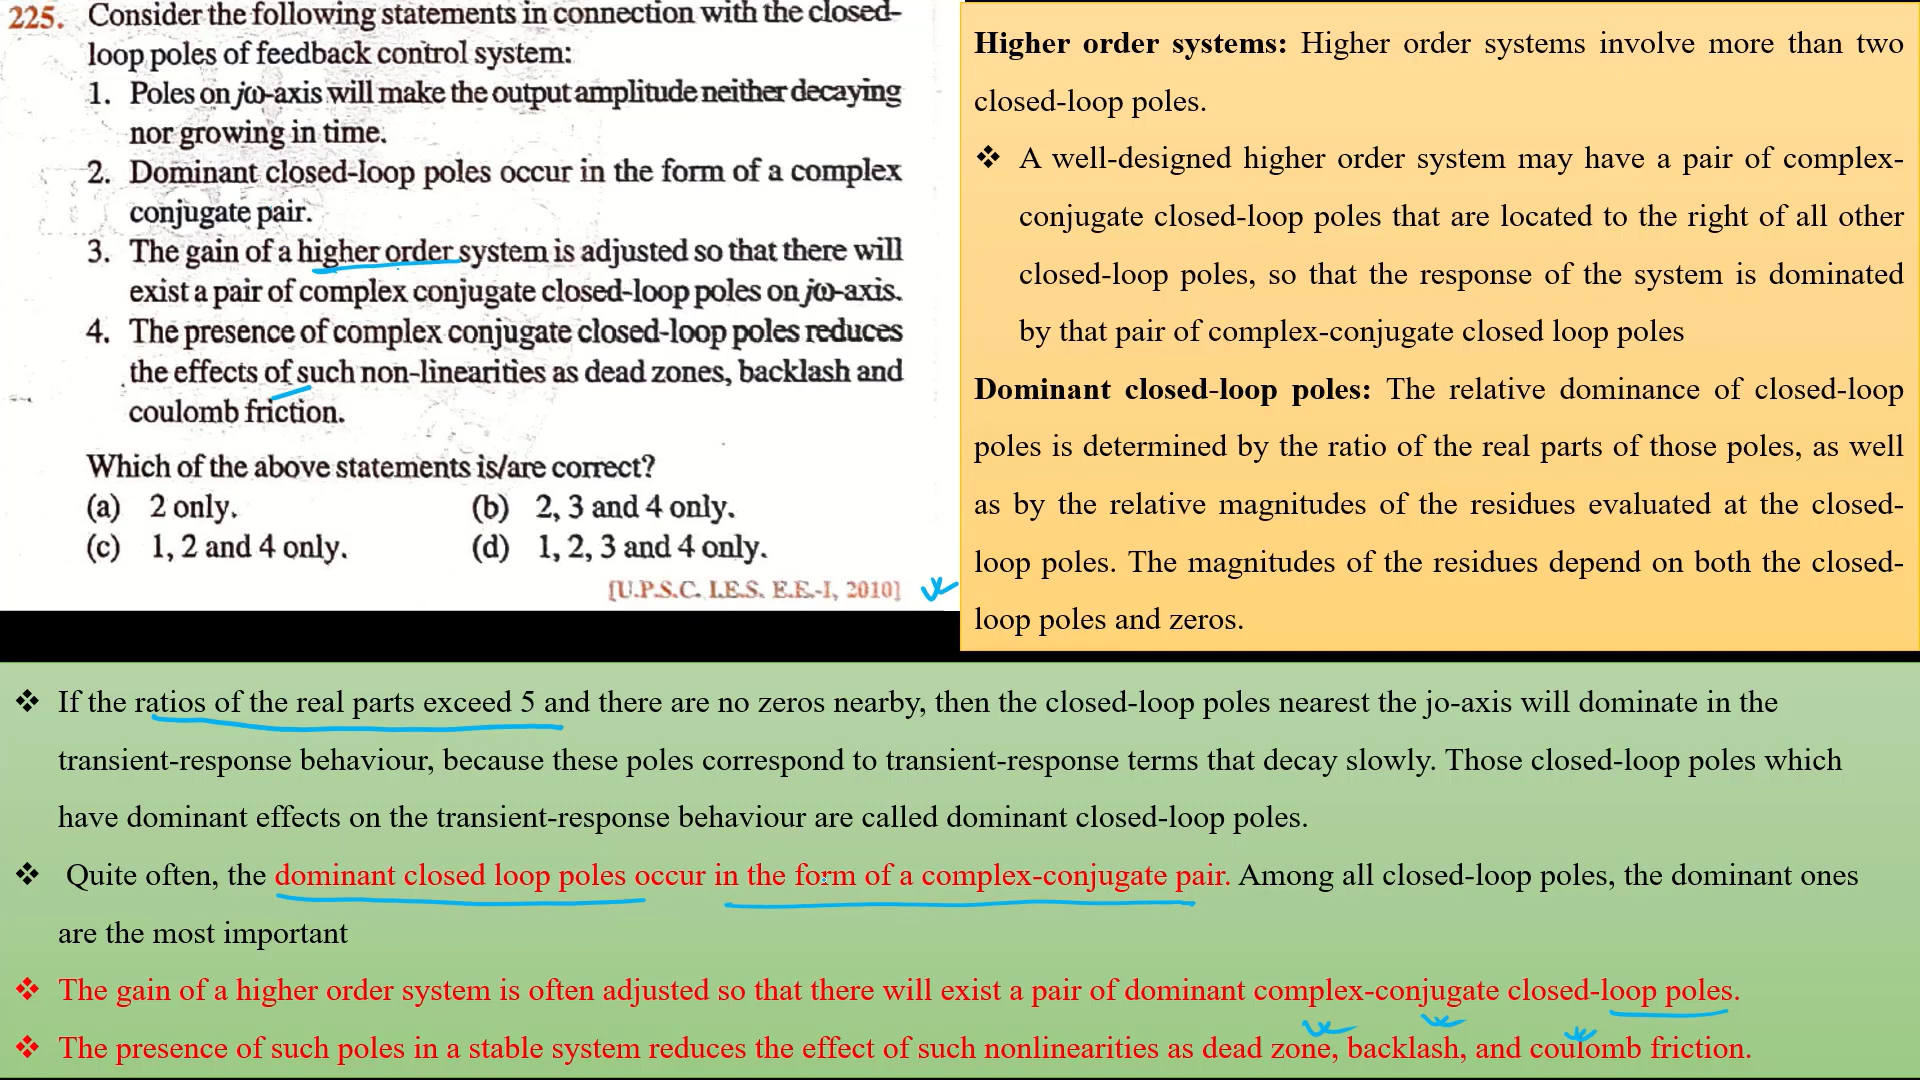 225. Consider the following statements in connection with the closed-
loop poles of feedback control system:
1. Poles on jω-axis will make the output amplitude neither decaying
nor growing in time.
2. Dominant closed-loop poles occur in the form of a complex
conjugate pair.
3. The gain of a higher order system is adjusted so that there will
exist a pair of complex conjugate closed-loop poles on jω-axis.
4. The presence of complex conjugate closed-loop poles reduces
the effects of such non-linearities as dead zones, backlash and
coulomb friction.
Which of the above statements is/are correct?
(a) 2 only. (b) 2, 3 and 4 only.
(c) 1, 2 and 4 only. (d) 1, 2, 3 and 4 only.
[U.P.S.C. I.E.S. E.E.-I, 2010]
Higher order systems: Higher order systems involve more than two
closed-loop poles.
❖ A well-designed higher order system may have a pair of complex-
conjugate closed-loop poles that are located to the right of all other
closed-loop poles, so that the response of the system is dominated
by that pair of complex-conjugate closed loop poles
Dominant closed-loop poles: The relative dominance of closed-loop
poles is determined by the ratio of the real parts of those poles, as well
as by the relative magnitudes of the residues evaluated at the closed-
loop poles. The magnitudes of the residues depend on both the closed-
loop poles and zeros.
❖ If the ratios of the real parts exceed 5 and there are no zeros nearby, then the closed-loop poles nearest the jo-axis will dominate in the
transient-response behaviour, because these poles correspond to transient-response terms that decay slowly. Those closed-loop poles which
have dominant effects on the transient-response behaviour are called dominant closed-loop poles.
❖ Quite often, the dominant closed loop poles occur in the form of a complex-conjugate pair. Among all closed-loop poles, the dominant ones
are the most important
❖ The gain of a higher order system is often adjusted so that there will exist a pair of dominant complex-conjugate closed-loop poles.
❖ The presence of such poles in a stable system reduces the effect of such nonlinearities as dead zone, backlash, and coulomb friction.